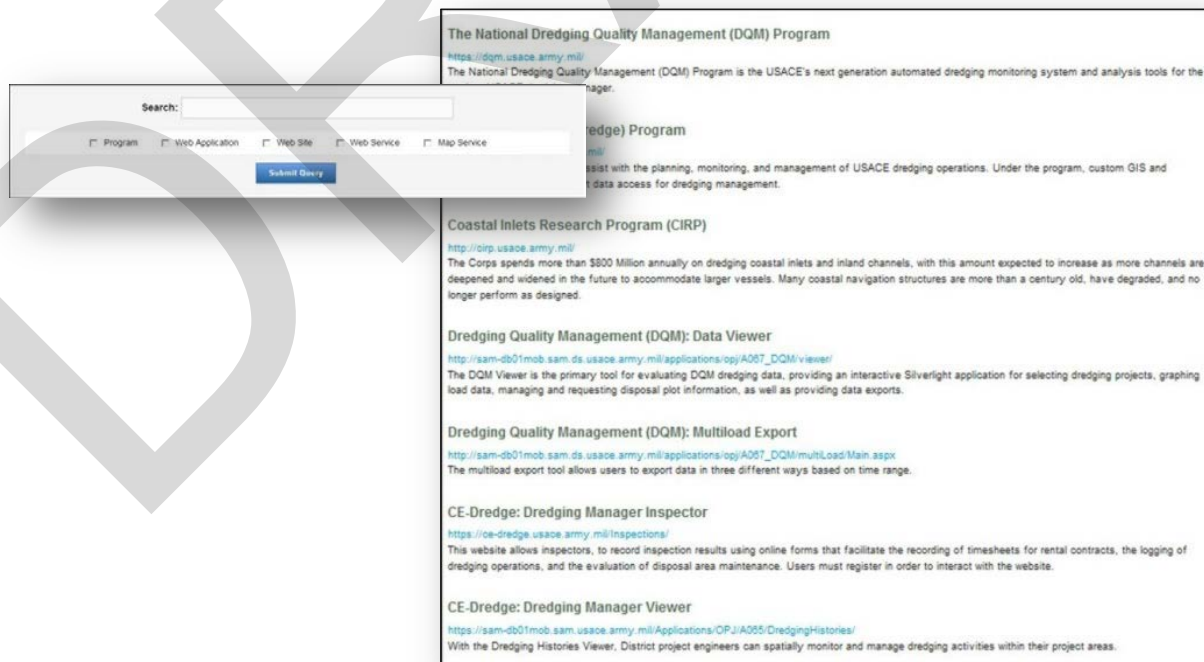 Search:
Program Web Application Web Site Web Service Map Service
Submit Query
The National Dredging Quality Management (DQM) Program
https://dqm.usace.army.mil/
The National Dredging Quality Management (DQM) Program is the USACE's next generation automated dredging monitoring system and analysis tools for the
nager.
redge) Program
mil/
ssist with the planning, monitoring, and management of USACE dredging operations. Under the program, custom GIS and
t data access for dredging management.
Coastal Inlets Research Program (CIRP)
http://cirp.usace.army.mil/
The Corps spends more than $800 Million annually on dredging coastal inlets and inland channels, with this amount expected to increase as more channels are
deepened and widened in the future to accommodate larger vessels. Many coastal navigation structures are more than a century old, have degraded, and no
longer perform as designed.
Dredging Quality Management (DQM): Data Viewer
http://sam-db01mob.sam.ds.usace.army.mil/applications/opj/A067_DQM/viewer/
The DQM Viewer is the primary tool for evaluating DQM dredging data, providing an interactive Silverlight application for selecting dredging projects, graphing
load data, managing and requesting disposal plot information, as well as providing data exports.
Dredging Quality Management (DQM): Multiload Export
http://sam-db01mob.sam.ds.usace.army.mil/applications/opj/A067_DQM/multiLoad/Main.aspx
The multiload export tool allows users to export data in three different ways based on time range.
CE-Dredge: Dredging Manager Inspector
https://ce-dredge.usace.army.mil/Inspections/
This website allows inspectors, to record inspection results using online forms that facilitate the recording of timesheets for rental contracts, the logging of
dredging operations, and the evaluation of disposal area maintenance. Users must register in order to interact with the website.
CE-Dredge: Dredging Manager Viewer
https://sam-db01mob.sam.usace.army.mil/Applications/OPJ/A065/DredgingHistories/
With the Dredging Histories Viewer, District project engineers can spatially monitor and manage dredging activities within their project areas.